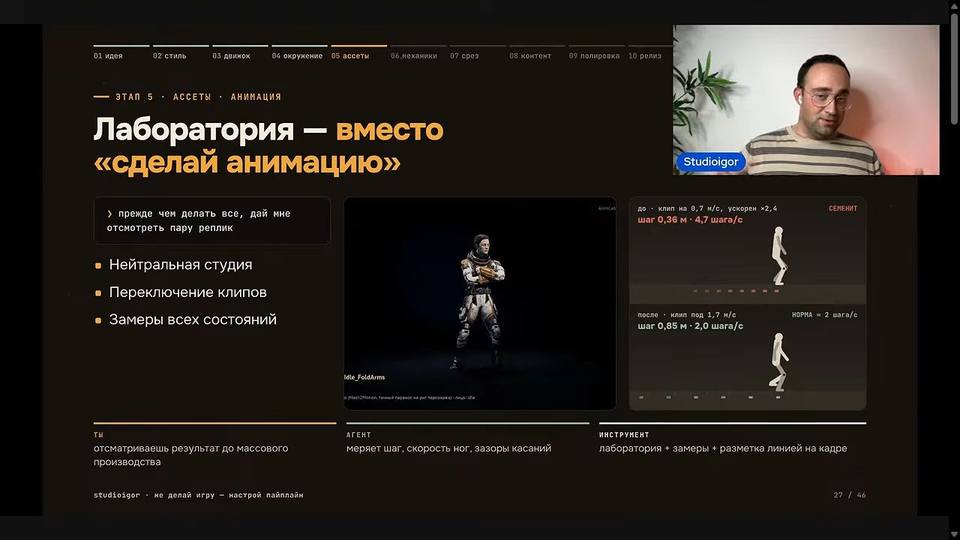 01 идея 02 стиль 03 движок 04 окружение 05 ассеты 06 механики 07 срез 08 контент 09 полировка 10 релиз
ЭТАП 5 · АССЕТЫ · АНИМАЦИЯ
Лаборатория — вместо
«сделай анимацию»
Studioigor
❯ прежде чем делать все, дай мне
отсмотреть пару реплик
Нейтральная студия
Переключение клипов
Замеры всех состояний
Idle_FoldArms
до · клип на 0,7 м/с, ускорен ×2,4 СЕМЕНИТ
шаг 0,36 м · 4,7 шага/с
после · клип под 1,7 м/с НОРМА ≈ 2 шага/с
шаг 0,85 м · 2,0 шага/с
ТЫ
отсматриваешь результат до массового
производства
АГЕНТ
меряет шаг, скорость ног, зазоры касаний
ИНСТРУМЕНТ
лаборатория + замеры + разметка линией на кадре
studioigor · не делай игру — настрой пайплайн
27 / 46